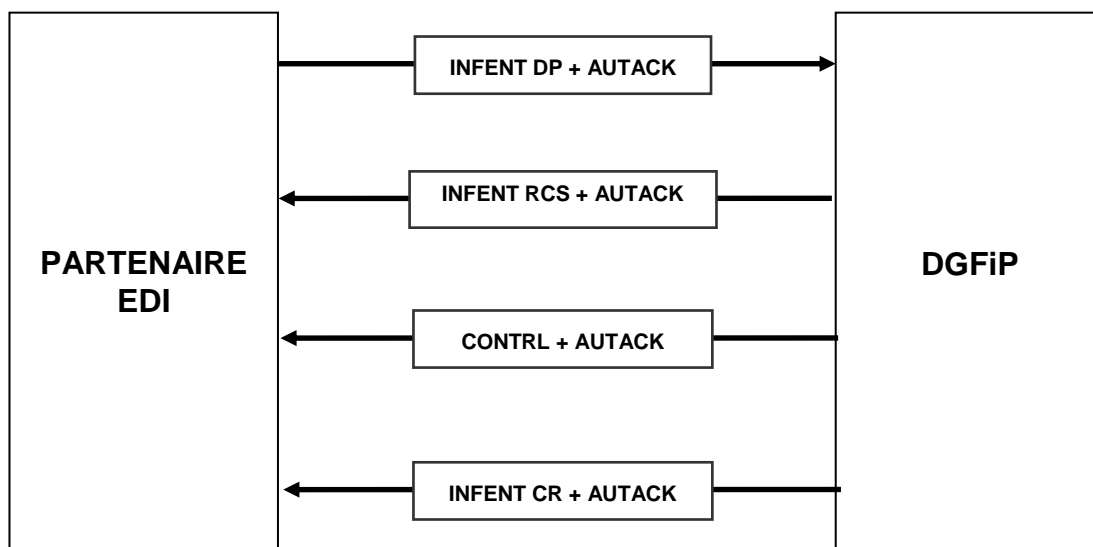 INFENT DP + AUTACK
INFENT RCS + AUTACK
PARTENAIRE
EDI
DGFiP
CONTRL + AUTACK
INFENT CR + AUTACK